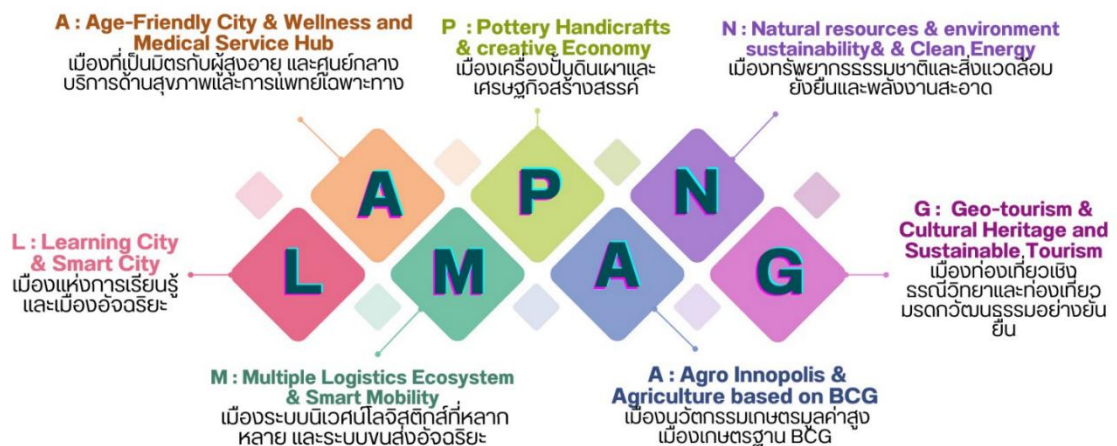 A : Age-Friendly City & Wellness and
Medical Service Hub
เมืองที่เป็นมิตรกับผู้สูงอายุ และศูนย์กลาง
บริการด้านสุขภาพและการแพทย์เฉพาะทาง
P : Pottery Handicrafts
& creative Economy
เมืองเครื่องปั้นดินเผาและ
เศรษฐกิจสร้างสรรค์
N : Natural resources & environment
sustainability& & Clean Energy
เมืองทรัพยากรธรรมชาติและสิ่งแวดล้อม
ยั่งยืนและพลังงานสะอาด
A
P
N
L
M
A
G
L : Learning City
& Smart City
เมืองแห่งการเรียนรู้
และเมืองอัจฉริยะ
G : Geo-tourism &
Cultural Heritage and
Sustainable Tourism
เมืองท่องเที่ยวเชิง
ธรณีวิทยาและท่องเที่ยว
มรดกวัฒนธรรมอย่างยัน
ยืน
M : Multiple Logistics Ecosystem
& Smart Mobility
เมืองระบบนิเวศน์โลจิสติกส์ที่หลาก
หลาย และระบบขนส่งอัจฉริยะ
A : Agro Innopolis &
Agriculture based on BCG
เมืองนวัตกรรมเกษตรมูลค่าสูง
เมืองเกษตรฐาน BCG